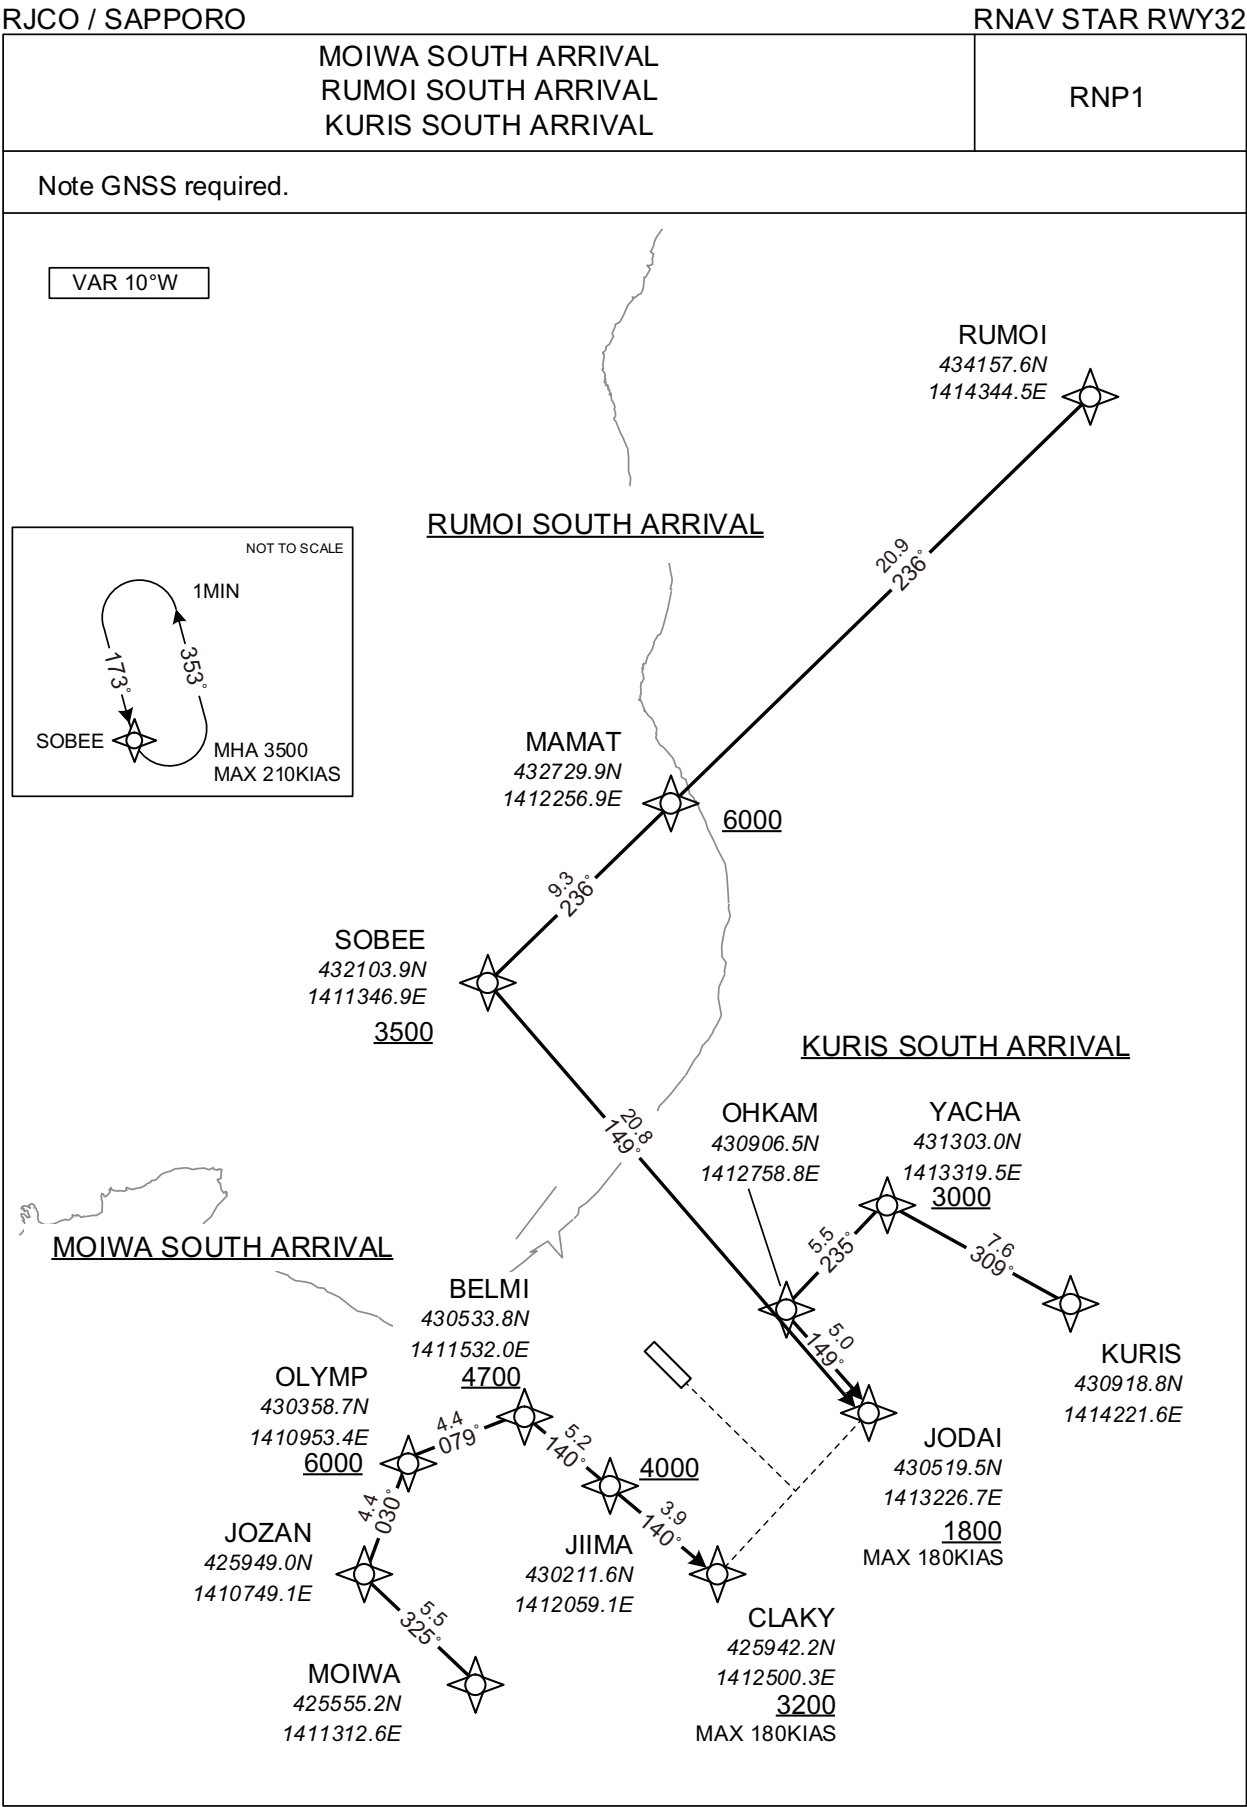 RJCO / SAPPORO
RNAV STAR RWY32
MOIWA SOUTH ARRIVAL
RUMOI SOUTH ARRIVAL
KURIS SOUTH ARRIVAL
RNP1
Note GNSS required.
VAR 10°W
RUMOI
434157.6N
1414344.5E
RUMOI SOUTH ARRIVAL
20.9
236°
NOT TO SCALE
1MIN
173°
353°
SOBEE
MHA 3500
MAX 210KIAS
MAMAT
432729.9N
1412256.9E
6000
9.3
236°
SOBEE
432103.9N
1411346.9E
3500
20.8
149°
KURIS SOUTH ARRIVAL
OHKAM
430906.5N
1412758.8E
YACHA
431303.0N
1413319.5E
3000
5.5
235°
7.6
309°
KURIS
430918.8N
1414221.6E
5.0
149°
JODAI
430519.5N
1413226.7E
1800
MAX 180KIAS
MOIWA SOUTH ARRIVAL
BELMI
430533.8N
1411532.0E
4700
OLYMP
430358.7N
1410953.4E
6000
4.4
079°
5.2
140°
4000
4.4
030°
JOZAN
425949.0N
1410749.1E
JIIMA
430211.6N
1412059.1E
3.9
140°
CLAKY
425942.2N
1412500.3E
3200
MAX 180KIAS
5.5
325°
MOIWA
425555.2N
1411312.6E